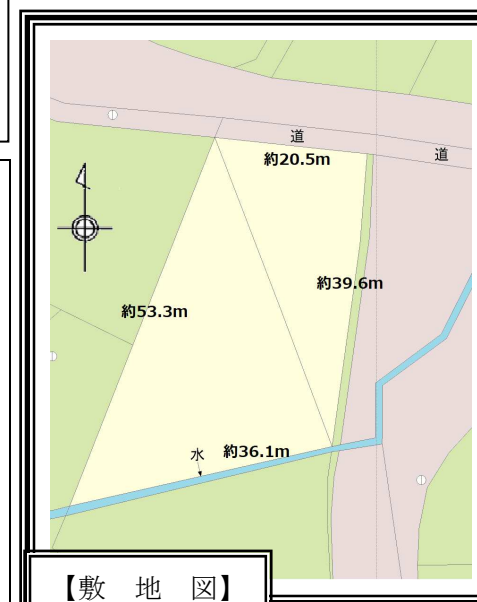 道
道
約20.5m
約39.6m
約53.3m
水
約36.1m
【敷 地 図】